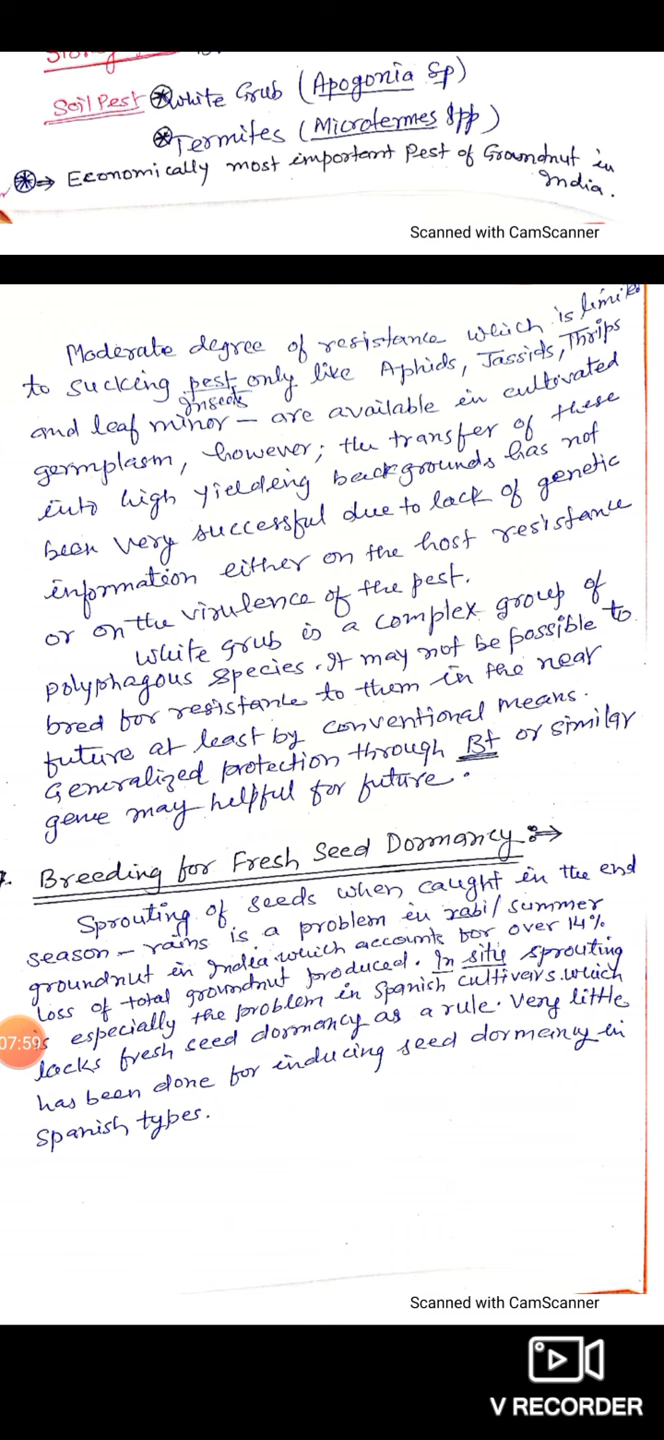 Soil Pest ⊛ White Grub (Apogonia Sp)
⊛ Termites (Microtermes Spp)
⊛⇒ Economically most important Pest of Groundnut in
India.
Scanned with CamScanner
Moderate degree of resistance which is limit
to sucking pest only like Aphids, Jassids, Thrips
insects
and leaf minor – are available in cultivated
germplasm, however; the transfer of these
into high yielding backgrounds has not
been very successful due to lack of genetic
information either on the host resistance
or on the virulence of the pest.
White grub is a complex group of
polyphagous species. It may not be possible to
bred for resistance to them in the near
future at least by conventional means.
Generalized protection through Bt or similar
gene may helpful for future.
7. Breeding for Fresh Seed Dormancy :⇒
Sprouting of seeds when caught in the end
season – rains is a problem in rabi/summer
groundnut in India which accounts for over 14%
loss of total groundnut produced. In situ sprouting
is especially the problem in Spanish cultivars which
lacks fresh seed dormancy as a rule. Very little
has been done for inducing seed dormancy in
Spanish types.
07:59
Scanned with CamScanner
V RECORDER